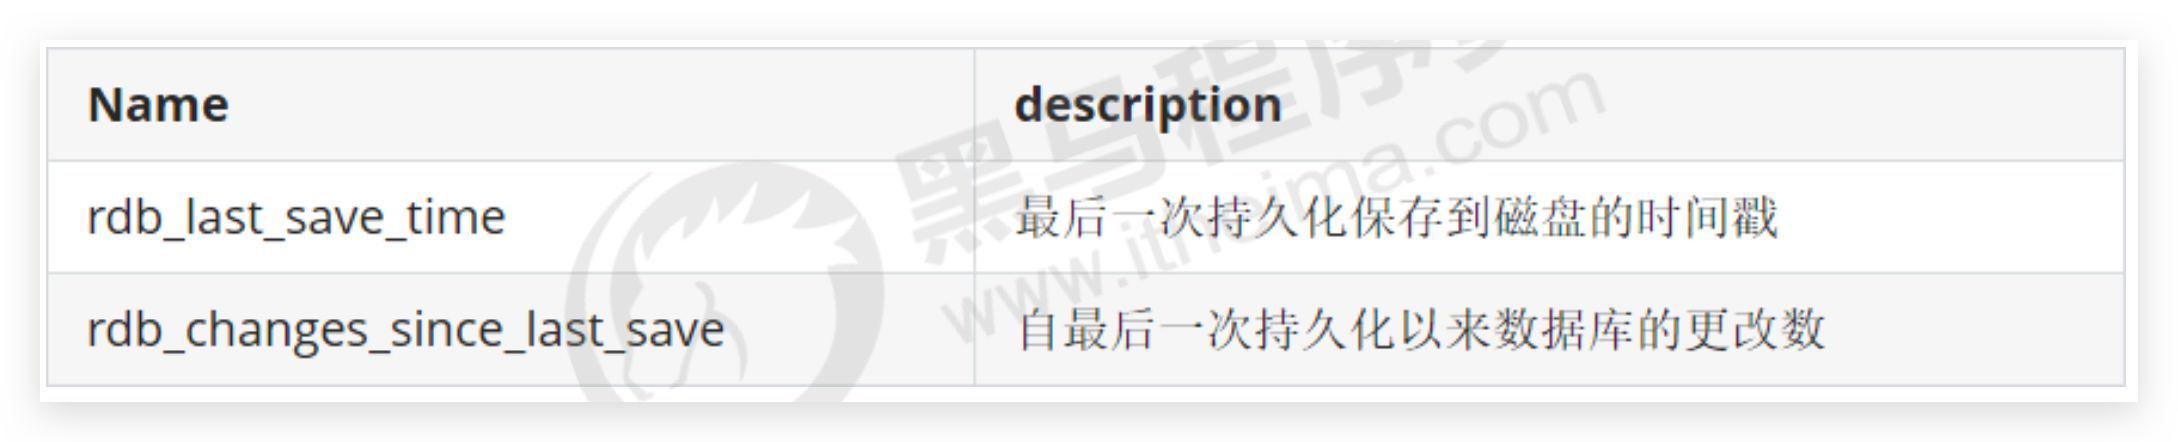 Name description
rdb_last_save_time 最后一次持久化保存到磁盘的时间戳
rdb_changes_since_last_save 自最后一次持久化以来数据库的更改数
黑马程序员
www.itheima.com